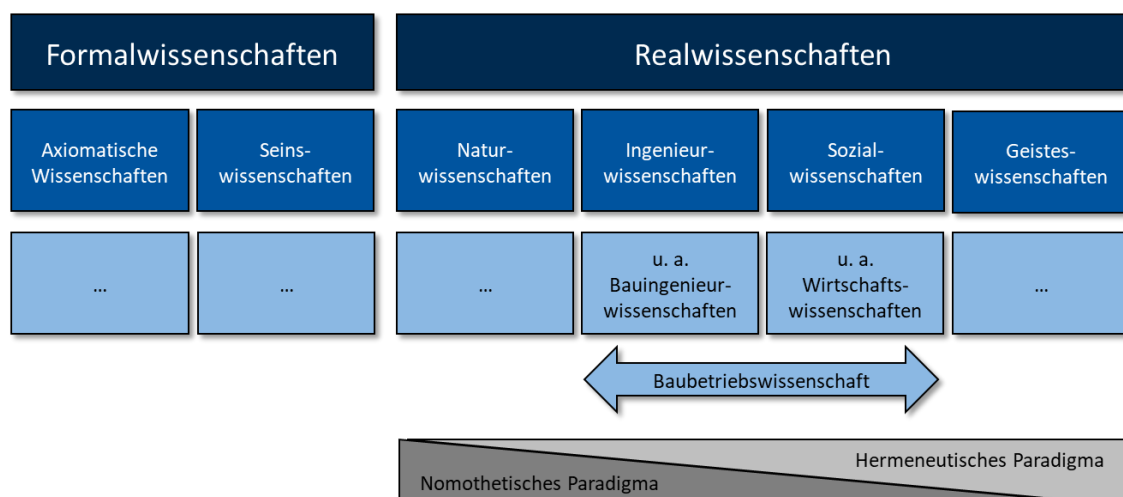 Formalwissenschaften
Realwissenschaften
Axiomatische
Wissenschaften
Seins-
wissenschaften
Natur-
wissenschaften
Ingenieur-
wissenschaften
Sozial-
wissenschaften
Geistes-
wissenschaften
...
...
...
u. a.
Bauingenieur-
wissenschaften
u. a.
Wirtschafts-
wissenschaften
...
Baubetriebswissenschaft
Hermeneutisches Paradigma
Nomothetisches Paradigma